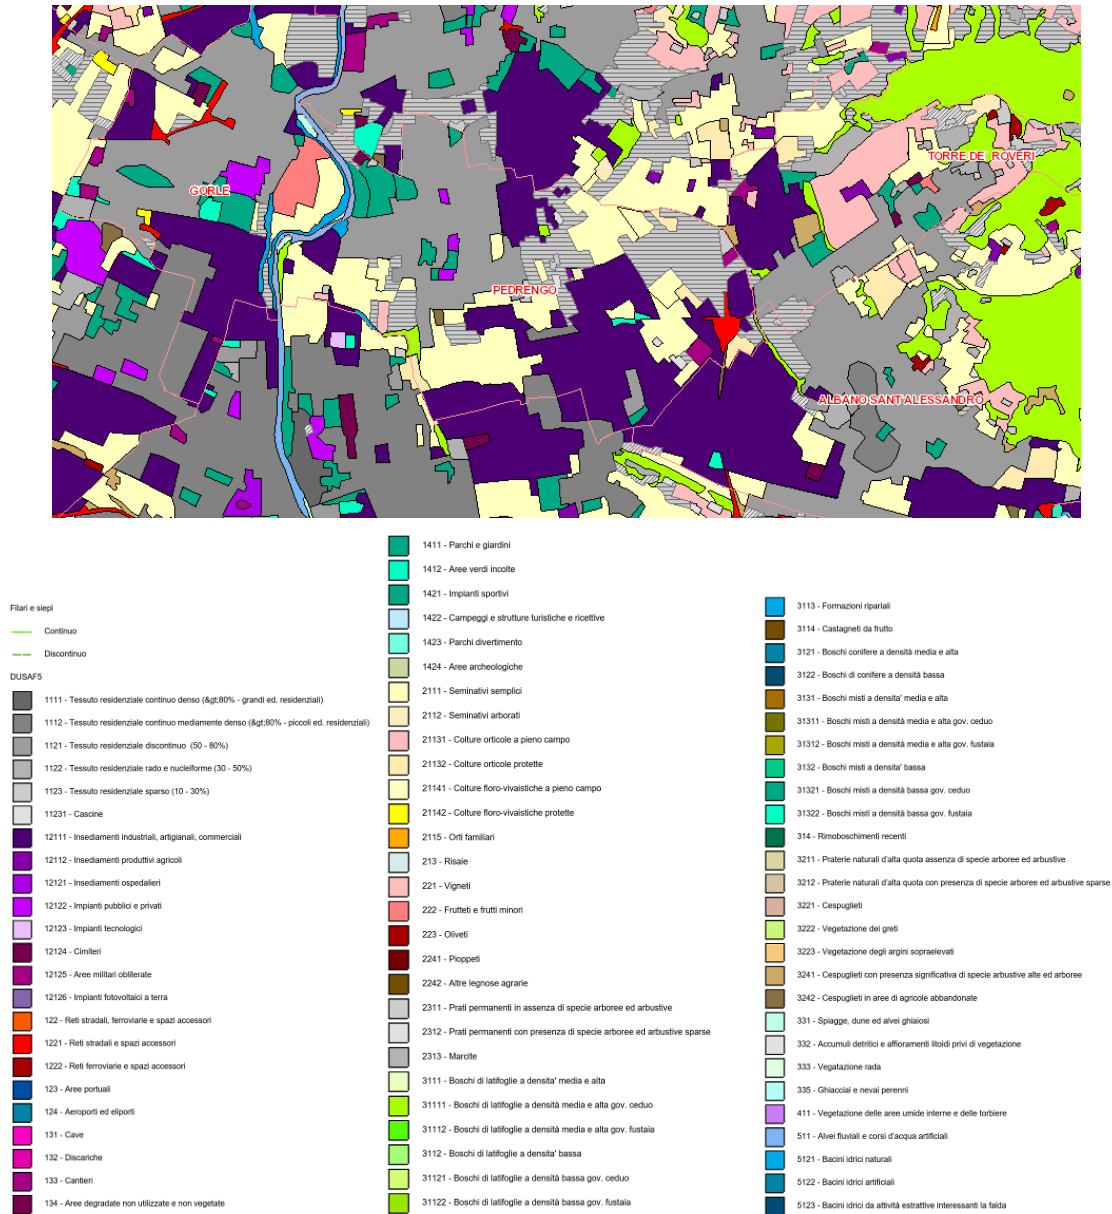 TORRE DE' ROVERI
GORLE
PEDRENGO
ALBANO SANT'ALESSANDRO
Filari e siepi
Continuo
Discontinuo
DUSAF5
1111 - Tessuto residenziale continuo denso (&gt;80% - grandi ed. residenziali)
1112 - Tessuto residenziale continuo mediamente denso (&gt;80% - piccoli ed. residenziali)
1121 - Tessuto residenziale discontinuo (50 - 80%)
1122 - Tessuto residenziale rado e nucleiforme (30 - 50%)
1123 - Tessuto residenziale sparso (10 - 30%)
11231 - Cascine
12111 - Insediamenti industriali, artigianali, commerciali
12112 - Insediamenti produttivi agricoli
12121 - Insediamenti ospedalieri
12122 - Impianti pubblici e privati
12123 - Impianti tecnologici
12124 - Cimiteri
12125 - Aree militari obliterate
12126 - Impianti fotovoltaici a terra
122 - Reti stradali, ferroviarie e spazi accessori
1221 - Reti stradali e spazi accessori
1222 - Reti ferroviarie e spazi accessori
123 - Aree portuali
124 - Aeroporti ed eliporti
131 - Cave
132 - Discariche
133 - Cantieri
134 - Aree degradate non utilizzate e non vegetate
1411 - Parchi e giardini
1412 - Aree verdi incolte
1421 - Impianti sportivi
1422 - Campeggi e strutture turistiche e ricettive
1423 - Parchi divertimento
1424 - Aree archeologiche
2111 - Seminativi semplici
2112 - Seminativi arborati
21131 - Colture orticole a pieno campo
21132 - Colture orticole protette
21141 - Colture floro-vivaistiche a pieno campo
21142 - Colture floro-vivaistiche protette
2115 - Orti familiari
213 - Risaie
221 - Vigneti
222 - Frutteti e frutti minori
223 - Oliveti
2241 - Pioppeti
2242 - Altre legnose agrarie
2311 - Prati permanenti in assenza di specie arboree ed arbustive
2312 - Prati permanenti con presenza di specie arboree ed arbustive sparse
2313 - Marcite
3111 - Boschi di latifoglie a densita' media e alta
31111 - Boschi di latifoglie a densità media e alta gov. ceduo
31112 - Boschi di latifoglie a densità media e alta gov. fustaia
3112 - Boschi di latifoglie a densita' bassa
31121 - Boschi di latifoglie a densità bassa gov. ceduo
31122 - Boschi di latifoglie a densità bassa gov. fustaia
3113 - Formazioni ripariali
3114 - Castagneti da frutto
3121 - Boschi conifere a densità media e alta
3122 - Boschi di conifere a densità bassa
3131 - Boschi misti a densita' media e alta
31311 - Boschi misti a densità media e alta gov. ceduo
31312 - Boschi misti a densità media e alta gov. fustaia
3132 - Boschi misti a densita' bassa
31321 - Boschi misti a densità bassa gov. ceduo
31322 - Boschi misti a densità bassa gov. fustaia
314 - Rimboschimenti recenti
3211 - Praterie naturali d'alta quota assenza di specie arboree ed arbustive
3212 - Praterie naturali d'alta quota con presenza di specie arboree ed arbustive sparse
3221 - Cespuglieti
3222 - Vegetazione dei greti
3223 - Vegetazione degli argini sopraelevati
3241 - Cespuglieti con presenza significativa di specie arbustive alte ed arboree
3242 - Cespuglieti in aree di agricole abbandonate
331 - Spiagge, dune ed alvei ghiaiosi
332 - Accumuli detritici e affioramenti litoidi privi di vegetazione
333 - Vegatazione rada
335 - Ghiacciai e nevai perenni
411 - Vegetazione delle aree umide interne e delle torbiere
511 - Alvei fluviali e corsi d'acqua artificiali
5121 - Bacini idrici naturali
5122 - Bacini idrici artificiali
5123 - Bacini idrici da attività estrattive interessanti la falda